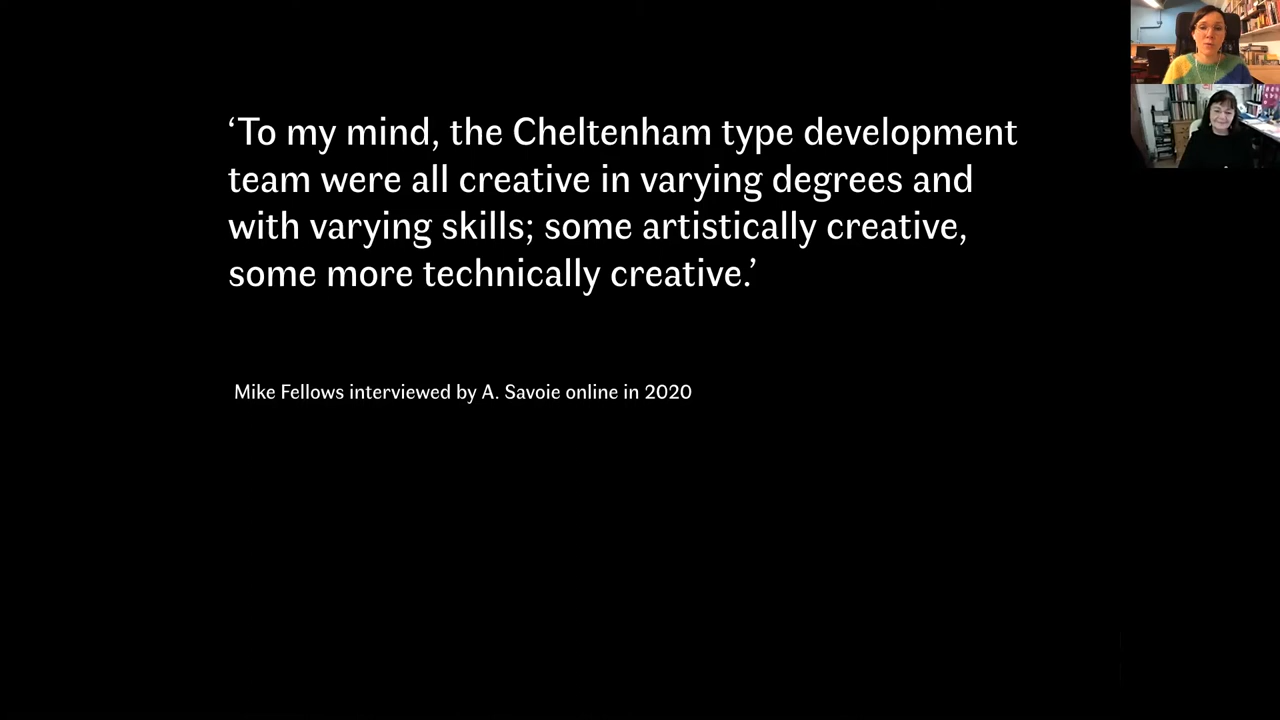 ‘To my mind, the Cheltenham type development
team were all creative in varying degrees and
with varying skills; some artistically creative,
some more technically creative.’
Mike Fellows interviewed by A. Savoie online in 2020